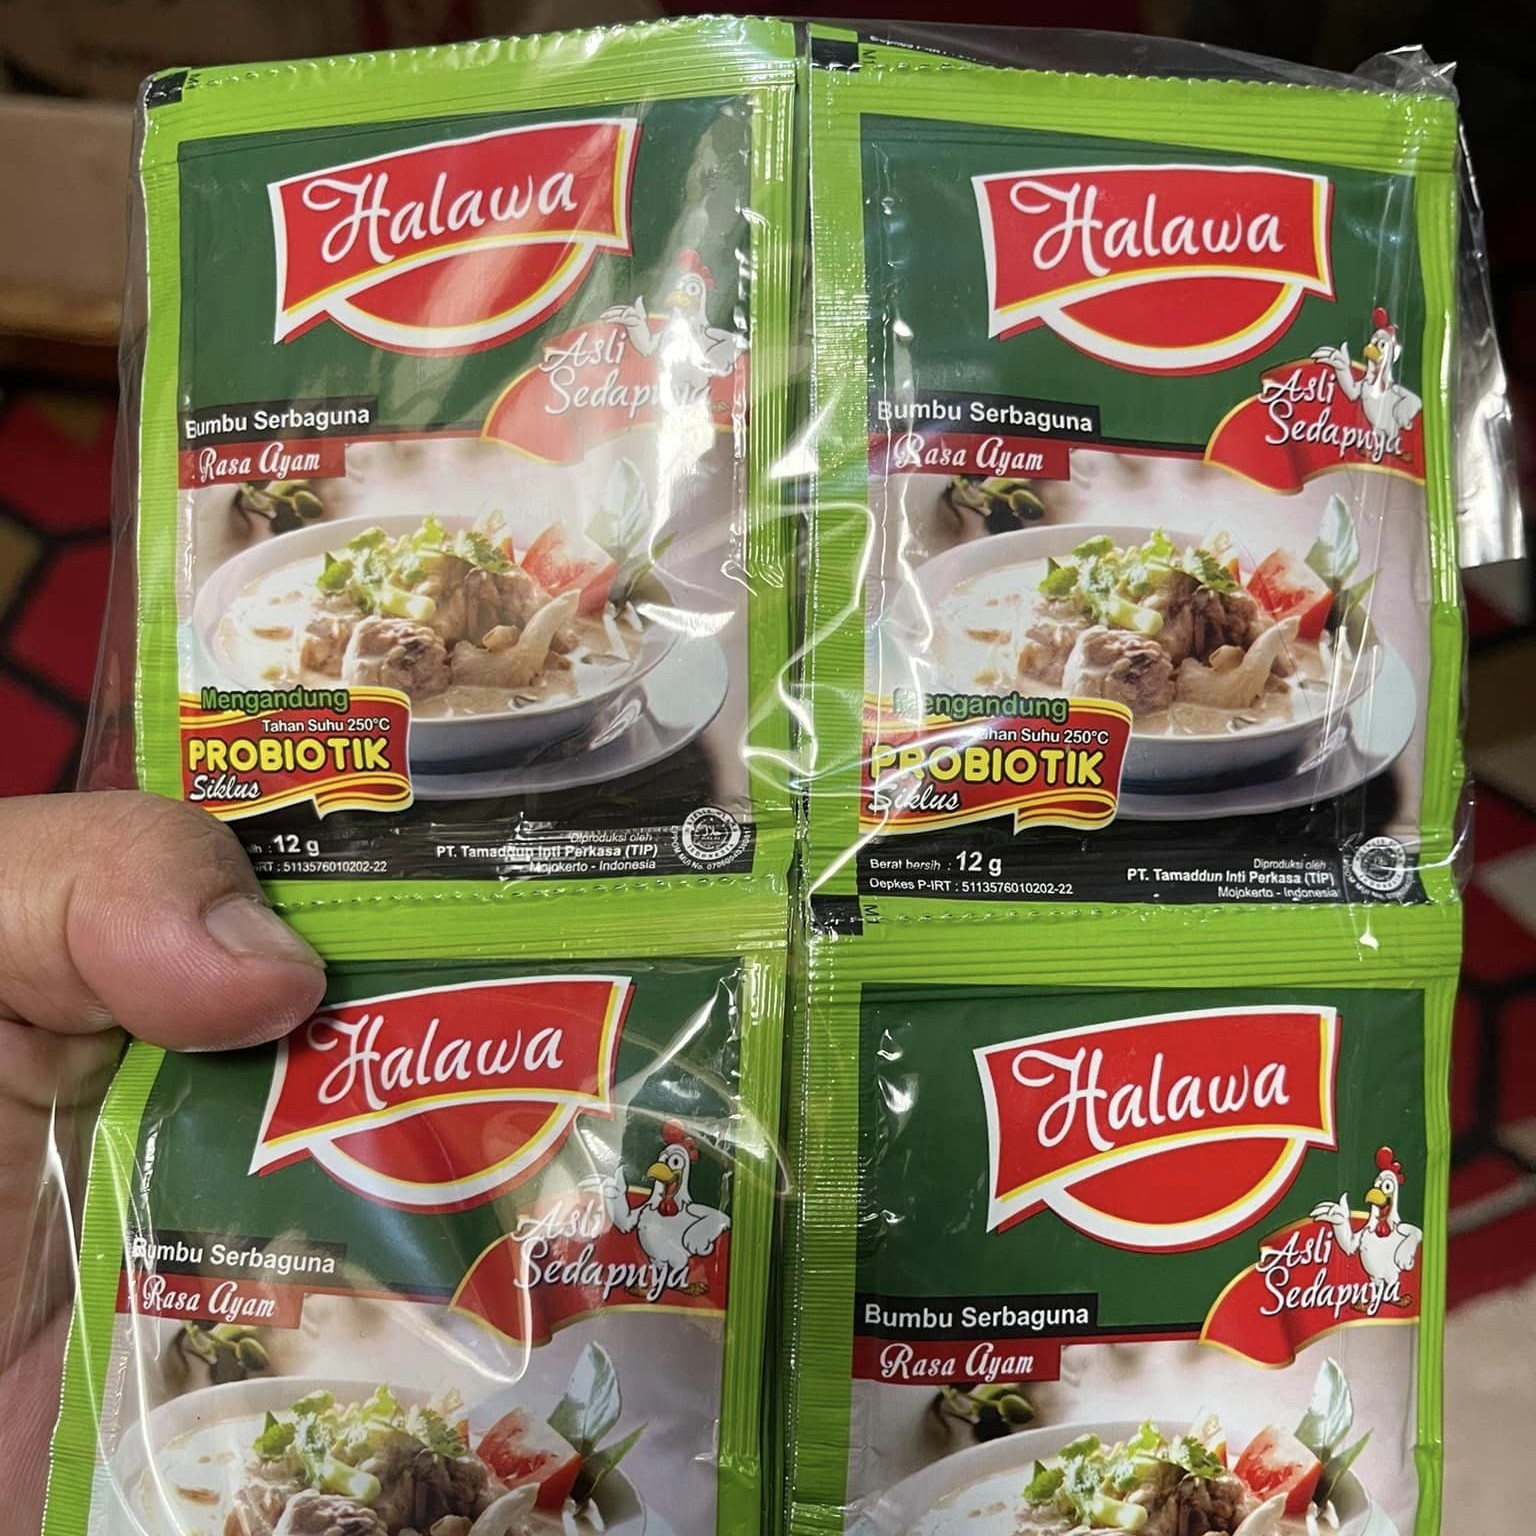 Halawa
Asli
Sedapnya
Bumbu Serbaguna
Rasa Ayam
Mengandung
Tahan Suhu 250°C
PROBIOTIK
Siklus
12 g
5113576010202-22
Diproduksi oleh
PT. Tamaddun Inti Perkasa (TIP)
Mojokerto - Indonesia
Halawa
Asli
Sedapnya
Bumbu Serbaguna
Rasa Ayam
Mengandung
Tahan Suhu 250°C
PROBIOTIK
Siklus
Berat bersih : 12 g
Depkes P-IRT : 5113576010202-22
Diproduksi oleh
PT. Tamaddun Inti Perkasa (TIP)
Mojokerto - Indonesia
Halawa
Asli
Sedapnya
Bumbu Serbaguna
Rasa Ayam
Halawa
Asli
Sedapnya
Bumbu Serbaguna
Rasa Ayam